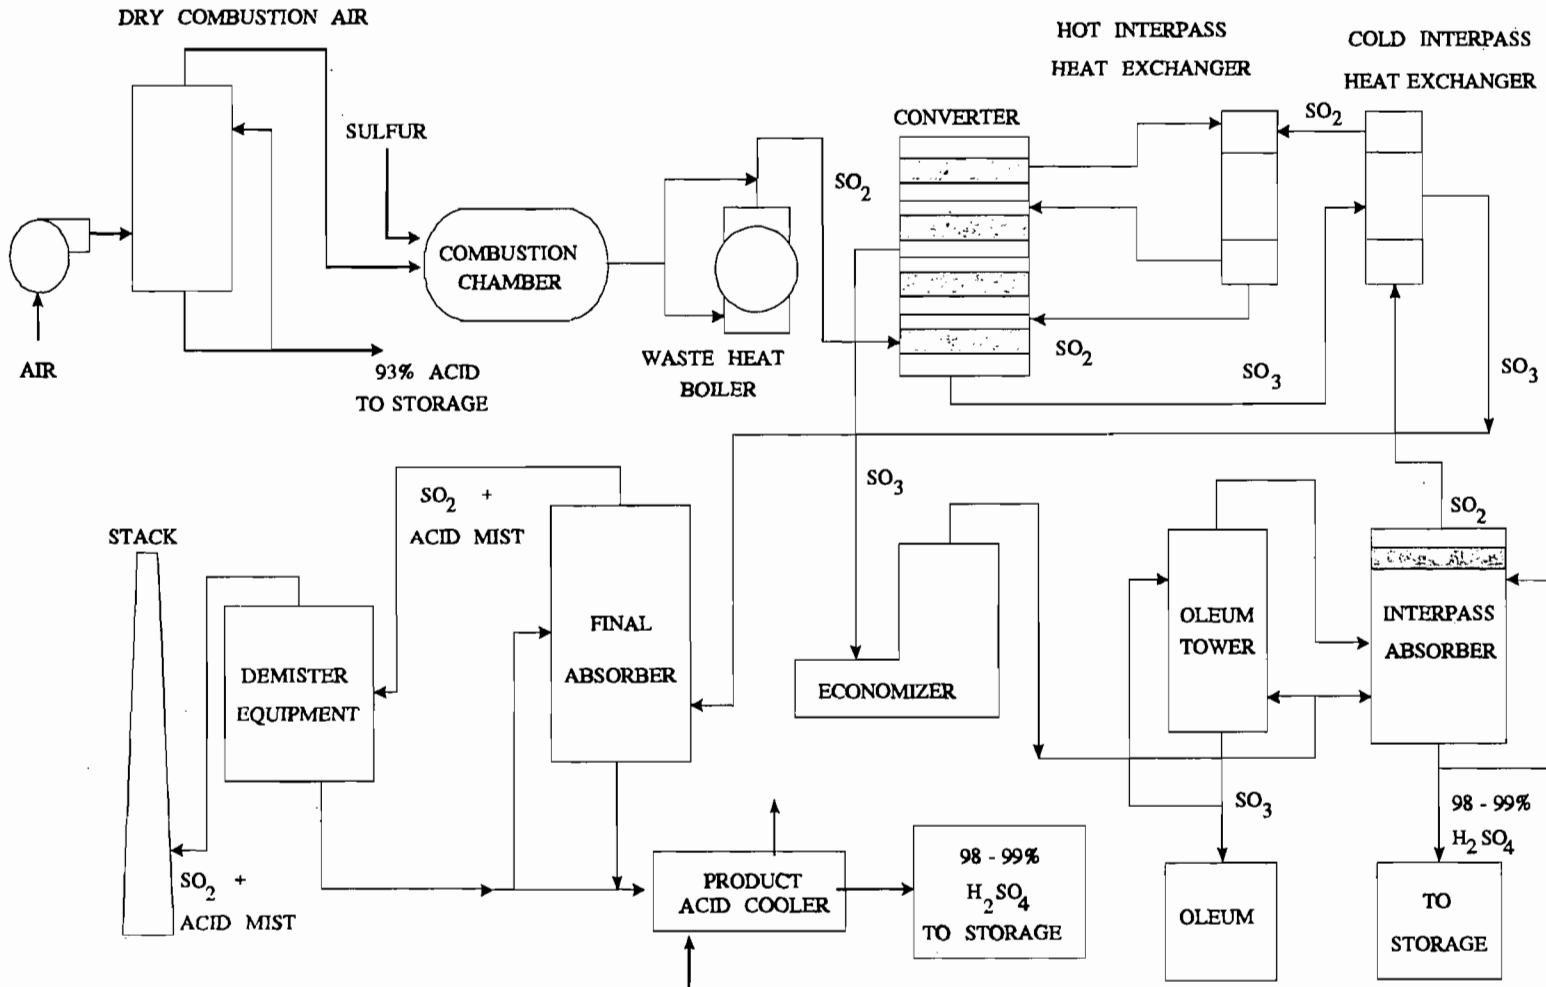 DRY COMBUSTION AIR
HOT INTERPASS
HEAT EXCHANGER
COLD INTERPASS
HEAT EXCHANGER
SULFUR
CONVERTER
SO2
SO2
COMBUSTION
CHAMBER
AIR
93% ACID
TO STORAGE
WASTE HEAT
BOILER
SO2
SO3
SO3
SO3
SO2 +
ACID MIST
SO2
STACK
DEMISTER
EQUIPMENT
FINAL
ABSORBER
ECONOMIZER
OLEUM
TOWER
INTERPASS
ABSORBER
SO3
98 - 99%
H2SO4
SO2 +
ACID MIST
PRODUCT
ACID COOLER
98 - 99%
H2SO4
TO STORAGE
OLEUM
TO
STORAGE